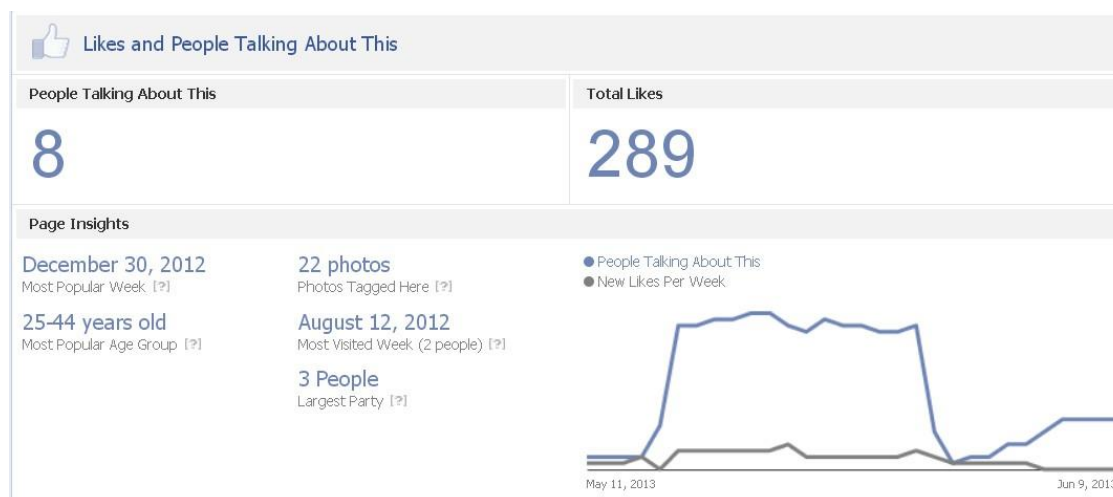 Likes and People Talking About This
People Talking About This
8
Total Likes
289
Page Insights
December 30, 2012
Most Popular Week [?]
25-44 years old
Most Popular Age Group [?]
22 photos
Photos Tagged Here [?]
August 12, 2012
Most Visited Week (2 people) [?]
3 People
Largest Party [?]
People Talking About This
New Likes Per Week
May 11, 2013
Jun 9, 2013